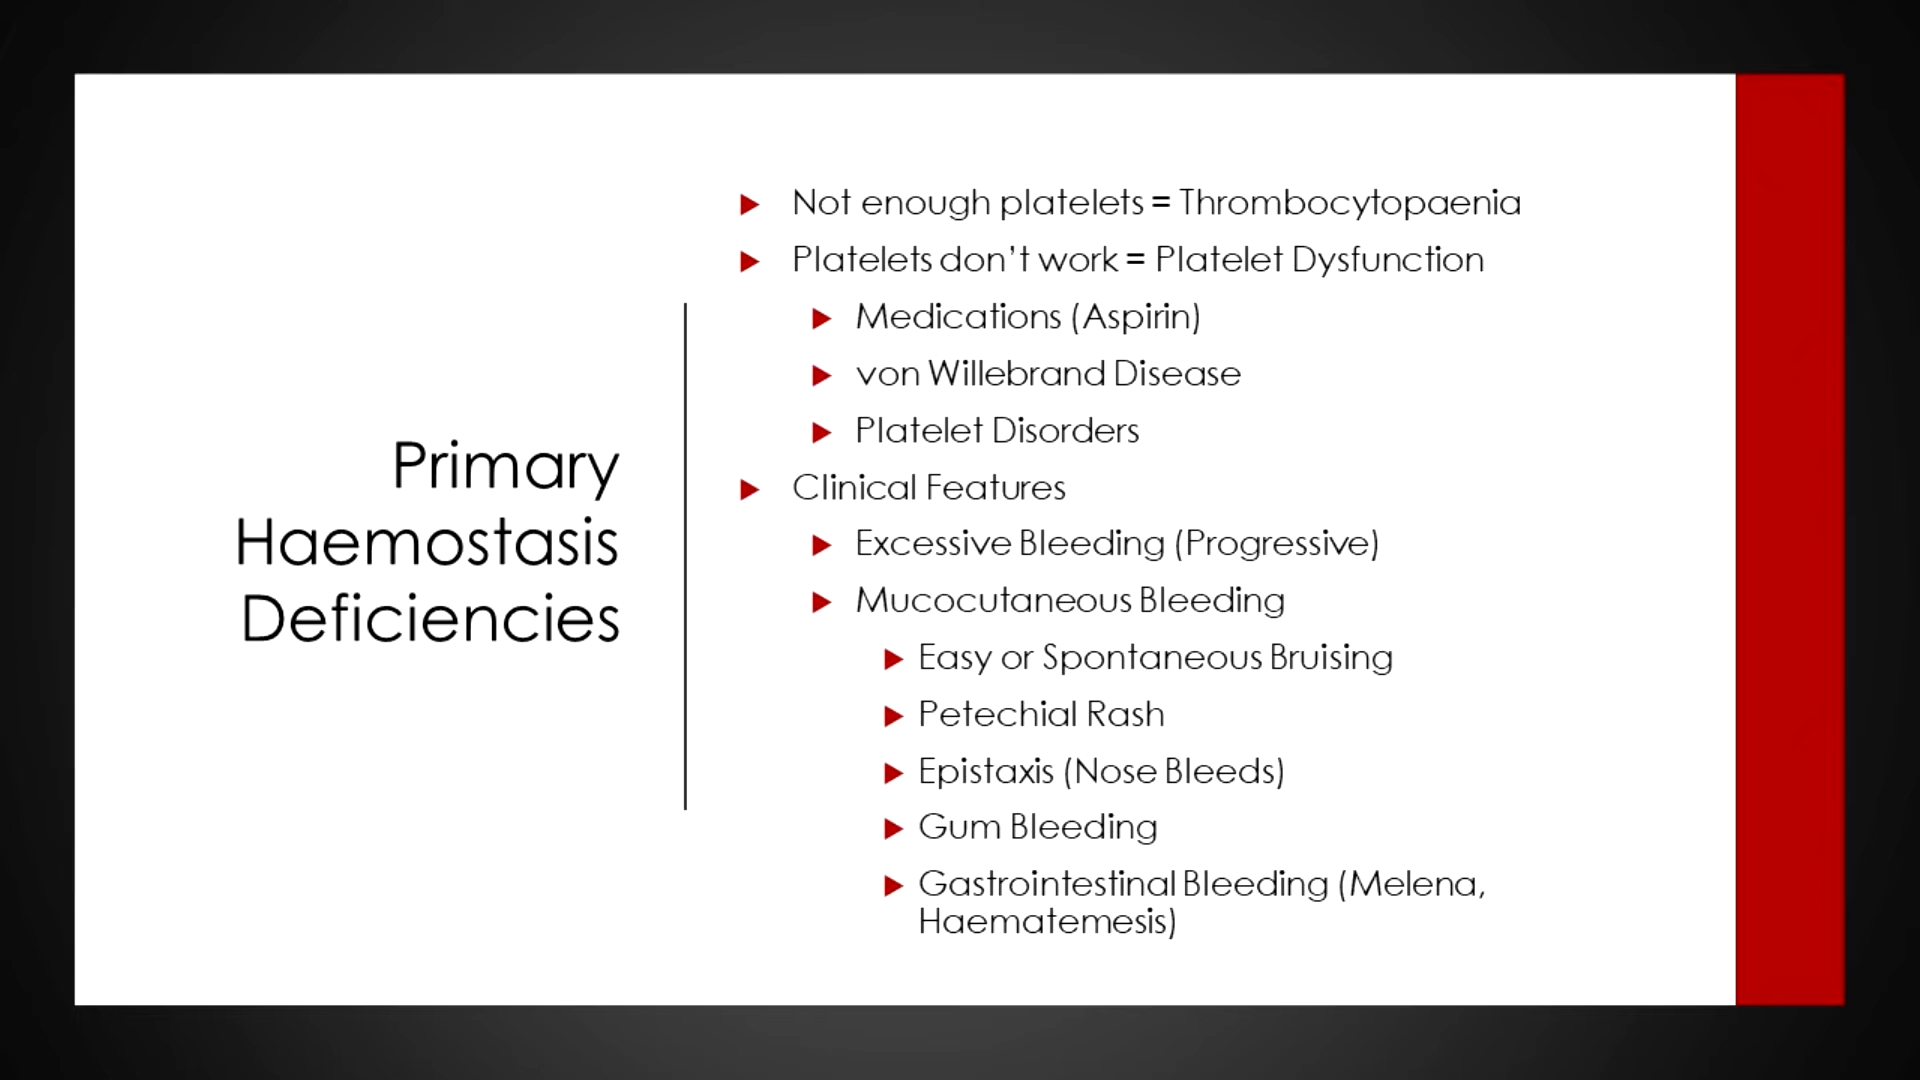 Primary
Haemostasis
Deficiencies
Not enough platelets = Thrombocytopaenia
Platelets don't work = Platelet Dysfunction
Medications (Aspirin)
von Willebrand Disease
Platelet Disorders
Clinical Features
Excessive Bleeding (Progressive)
Mucocutaneous Bleeding
Easy or Spontaneous Bruising
Petechial Rash
Epistaxis (Nose Bleeds)
Gum Bleeding
Gastrointestinal Bleeding (Melena,
Haematemesis)